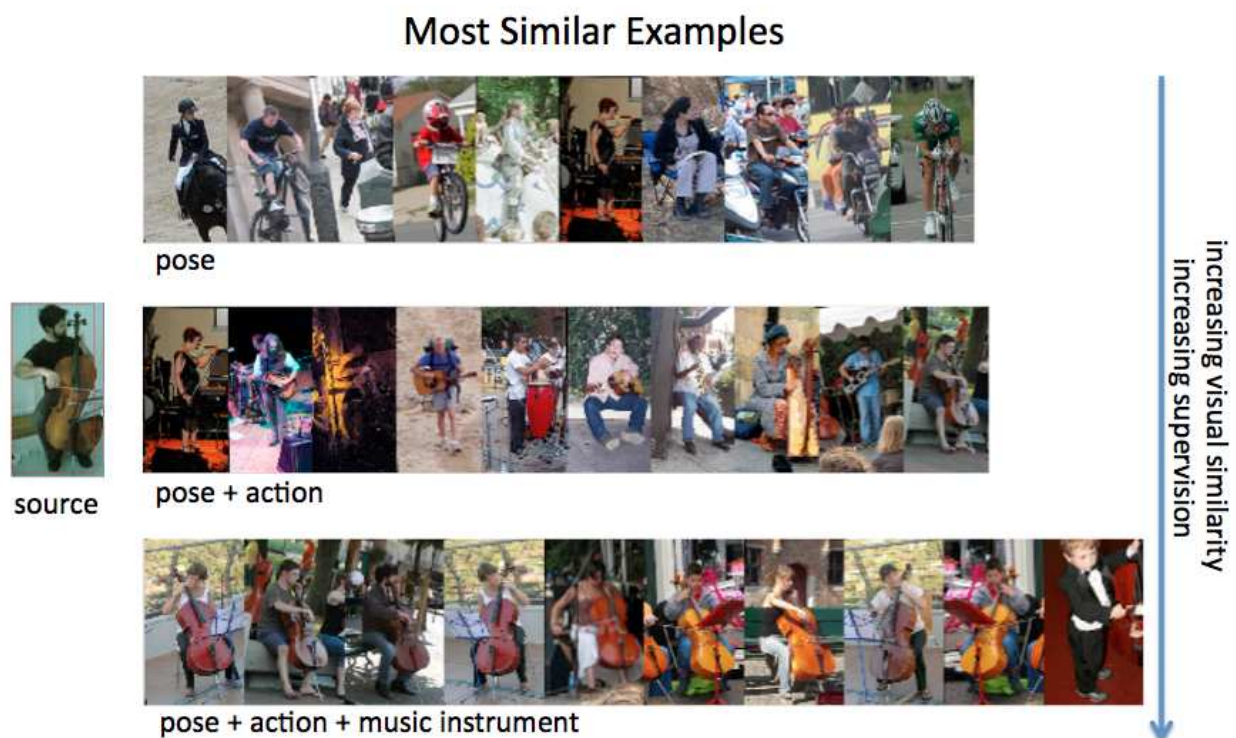 Most Similar Examples
pose
source
pose + action
pose + action + music instrument
increasing visual similarity
increasing supervision